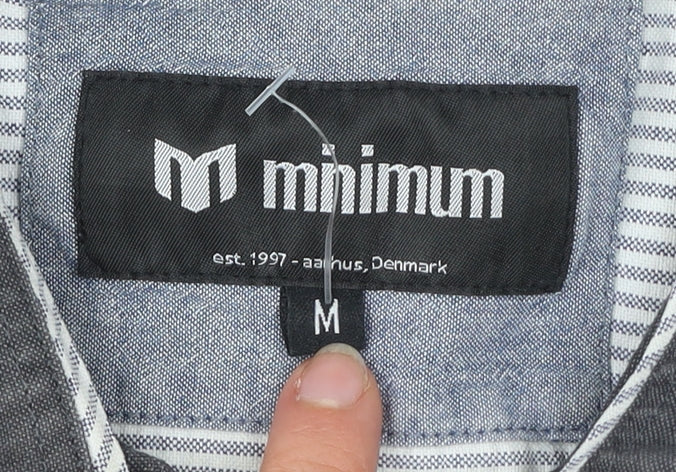 minimum
est. 1997 - aarhus, Denmark
M